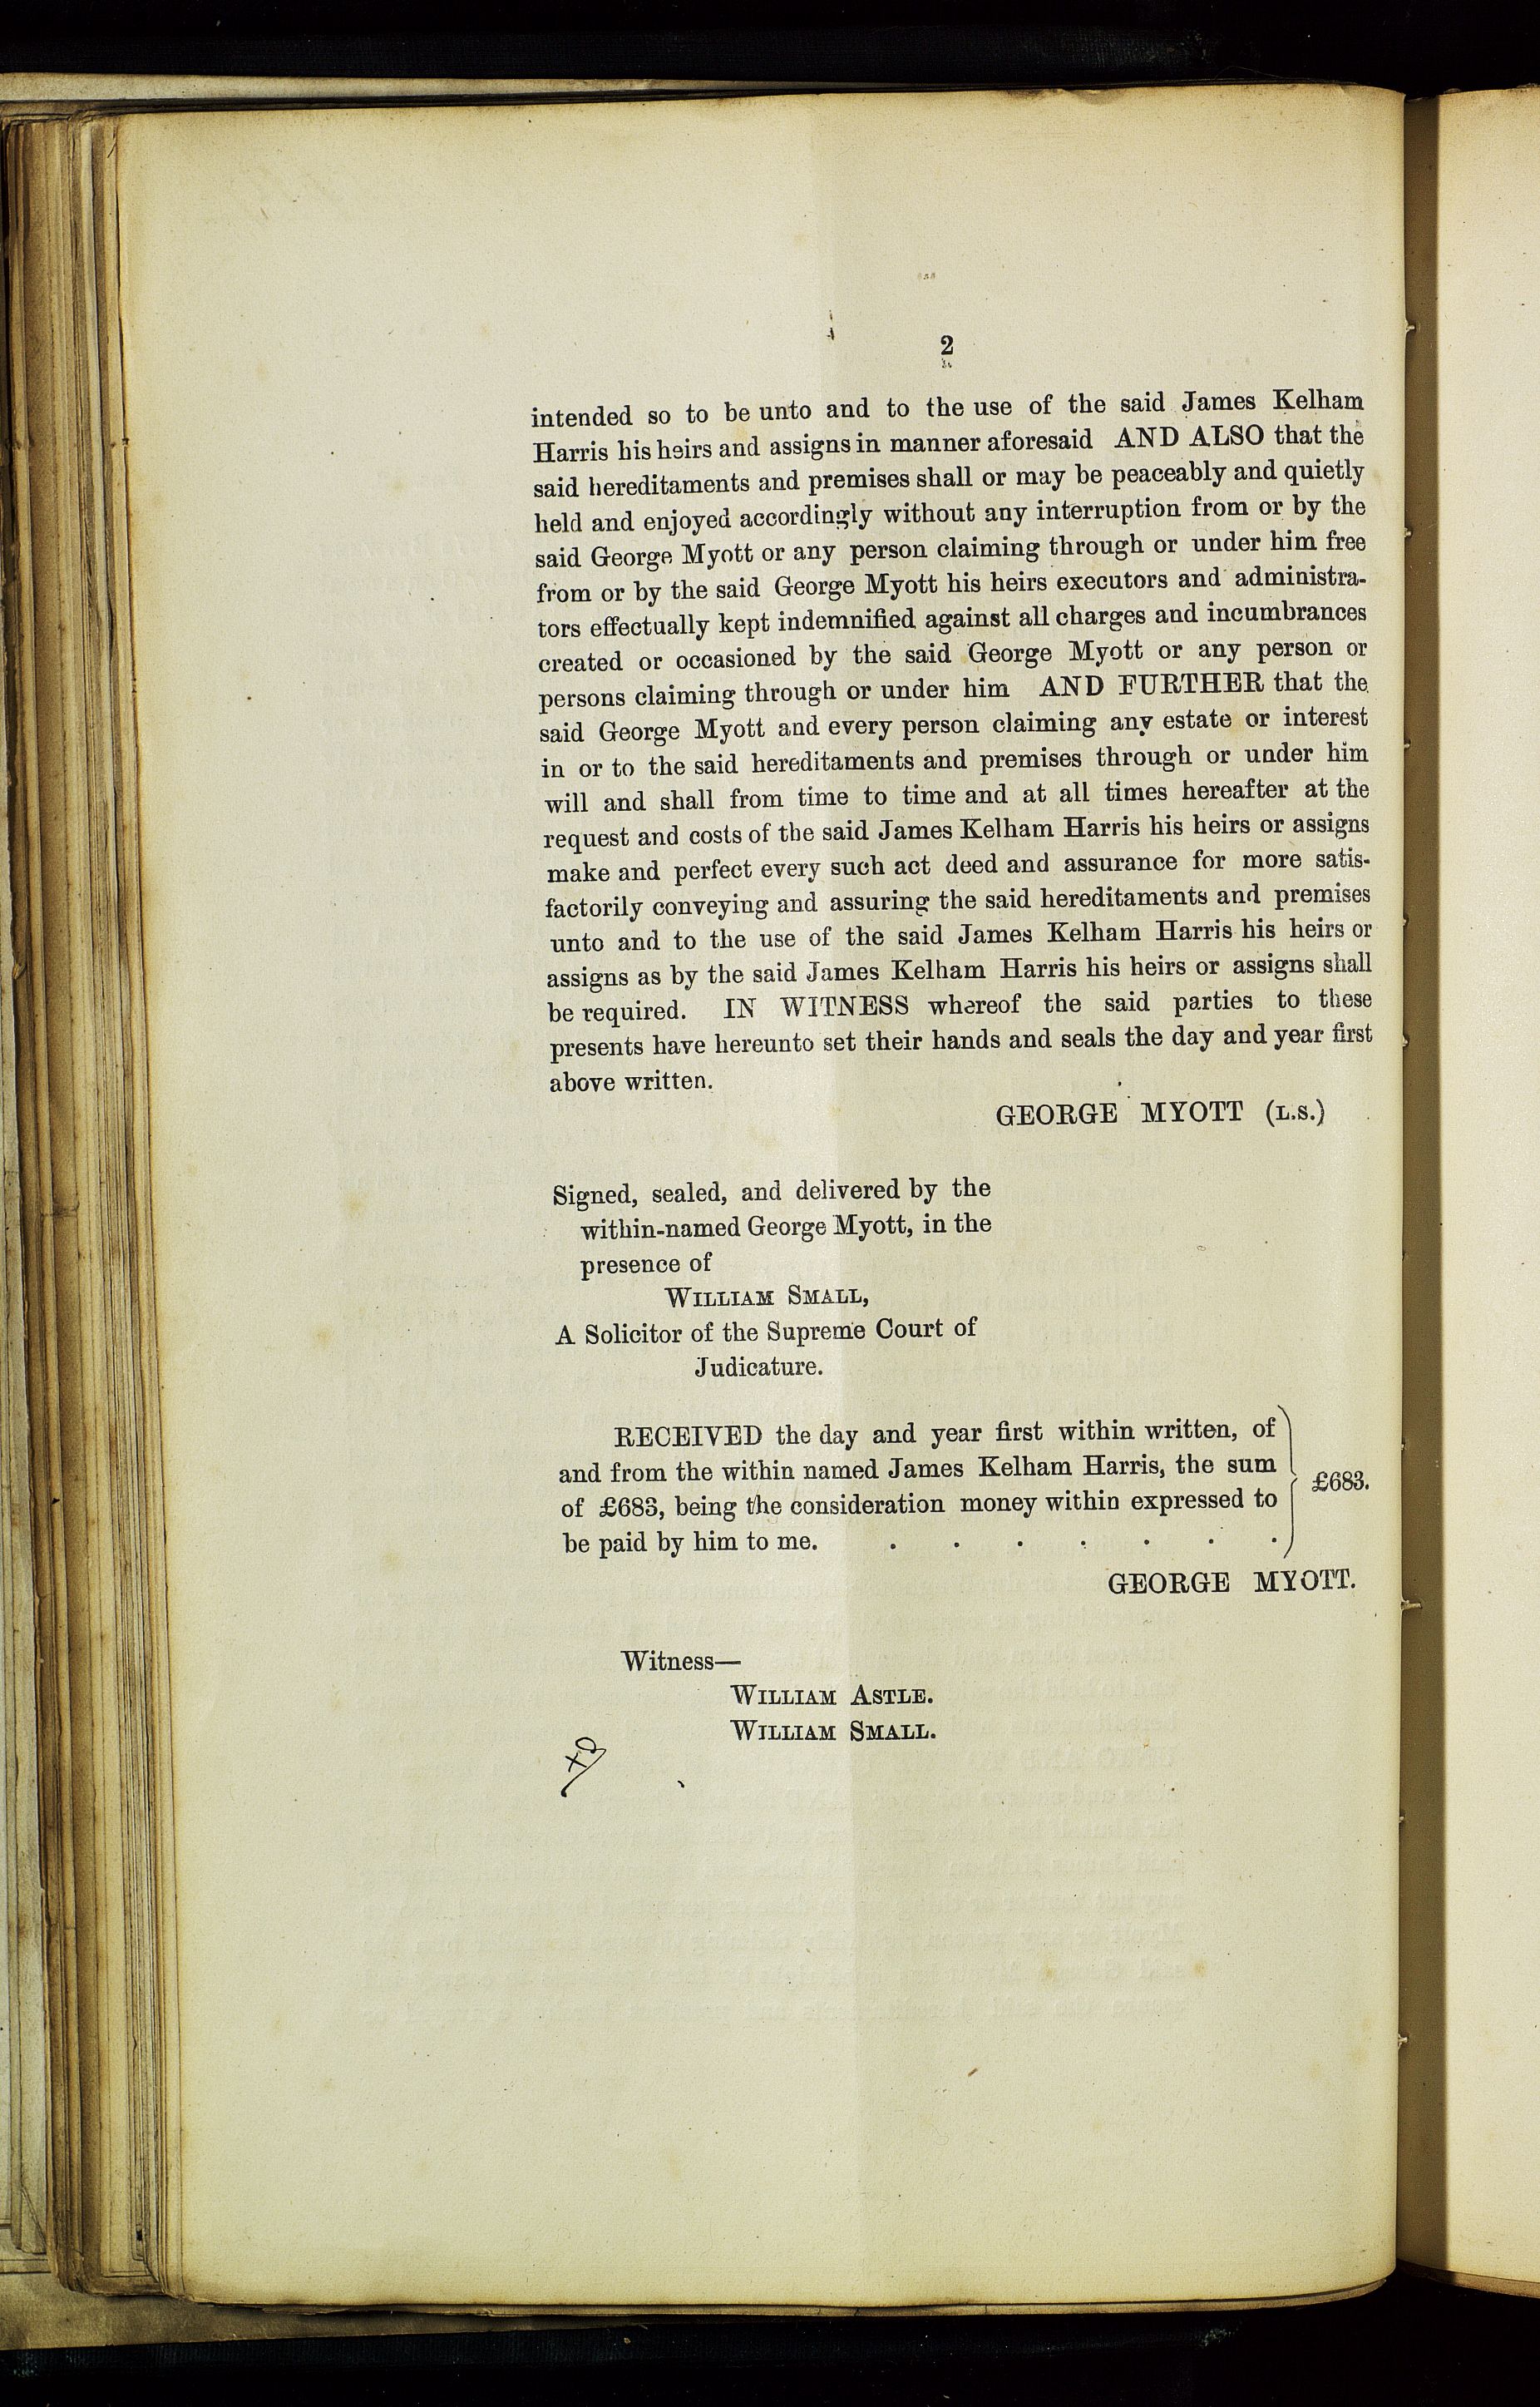 2
intended so to be unto and to the use of the said James Kelham
Harris his heirs and assigns in manner aforesaid AND ALSO that the
said hereditaments and premises shall or may be peaceably and quietly
held and enjoyed accordingly without any interruption from or by the
said George Myott or any person claiming through or under him free
from or by the said George Myott his heirs executors and administra-
tors effectually kept indemnified against all charges and incumbrances
created or occasioned by the said George Myott or any person or
persons claiming through or under him AND FURTHER that the
said George Myott and every person claiming any estate or interest
in or to the said hereditaments and premises through or under him
will and shall from time to time and at all times hereafter at the
request and costs of the said James Kelham Harris his heirs or assigns
make and perfect every such act deed and assurance for more satis-
factorily conveying and assuring the said hereditaments and premises
unto and to the use of the said James Kelham Harris his heirs or
assigns as by the said James Kelham Harris his heirs or assigns shall
be required. IN WITNESS whereof the said parties to these
presents have hereunto set their hands and seals the day and year first
above written.
GEORGE MYOTT (L.S.)
Signed, sealed, and delivered by the
within-named George Myott, in the
presence of
WILLIAM SMALL,
A Solicitor of the Supreme Court of
Judicature.
RECEIVED the day and year first within written, of
and from the within named James Kelham Harris, the sum
of £683, being the consideration money within expressed to
be paid by him to me. . . . . . . .
£683.
GEORGE MYOTT.
Witness—
WILLIAM ASTLE.
WILLIAM SMALL.